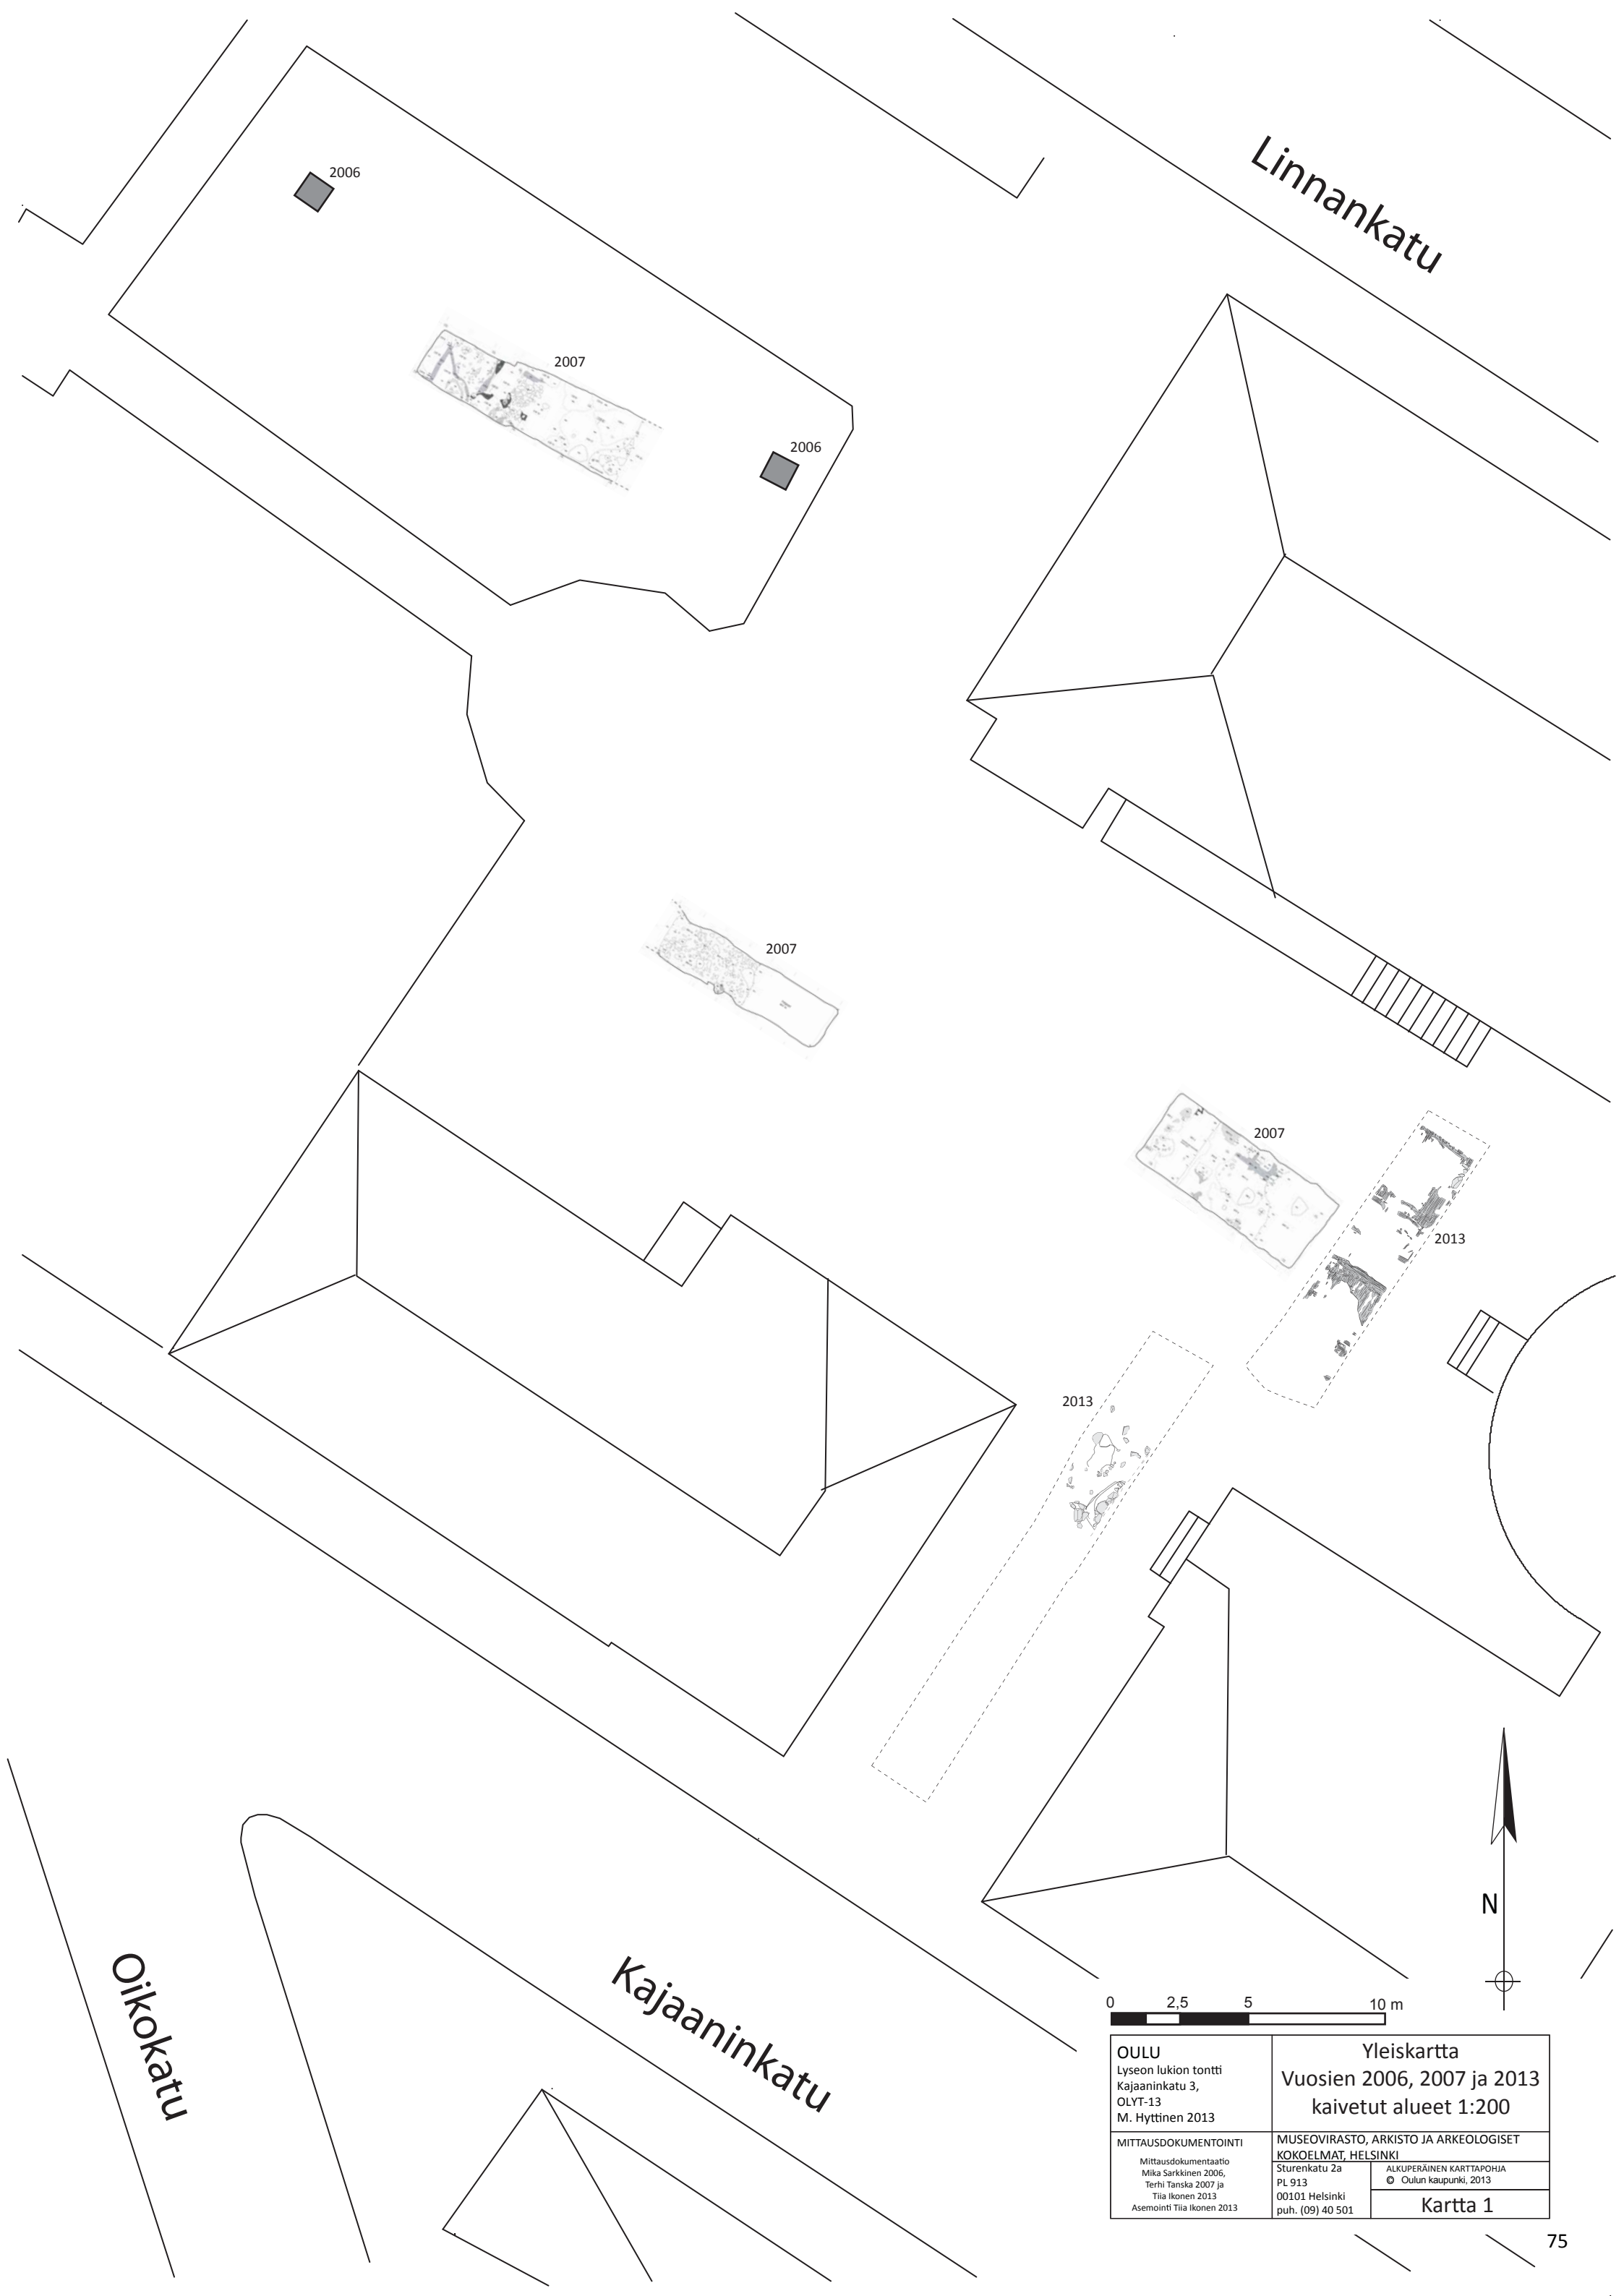 Linnankatu
2006
2007
2006
2007
2007
2013
2013
Oikokatu
Kajaaninkatu
N
0 2,5 5 10 m
OULU
Lyseon lukion tontti
Kajaaninkatu 3,
OLYT-13
M. Hyttinen 2013
Yleiskartta
Vuosien 2006, 2007 ja 2013
kaivetut alueet 1:200
MITTAUSDOKUMENTOINTI
Mittausdokumentaatio
Mika Sarkkinen 2006,
Terhi Tanska 2007 ja
Tiia Ikonen 2013
Asemointi Tiia Ikonen 2013
MUSEOVIRASTO, ARKISTO JA ARKEOLOGISET
KOKOELMAT, HELSINKI
Sturenkatu 2a
PL 913
00101 Helsinki
puh. (09) 40 501
ALKUPERÄINEN KARTTAPOHJA
© Oulun kaupunki, 2013
Kartta 1
75